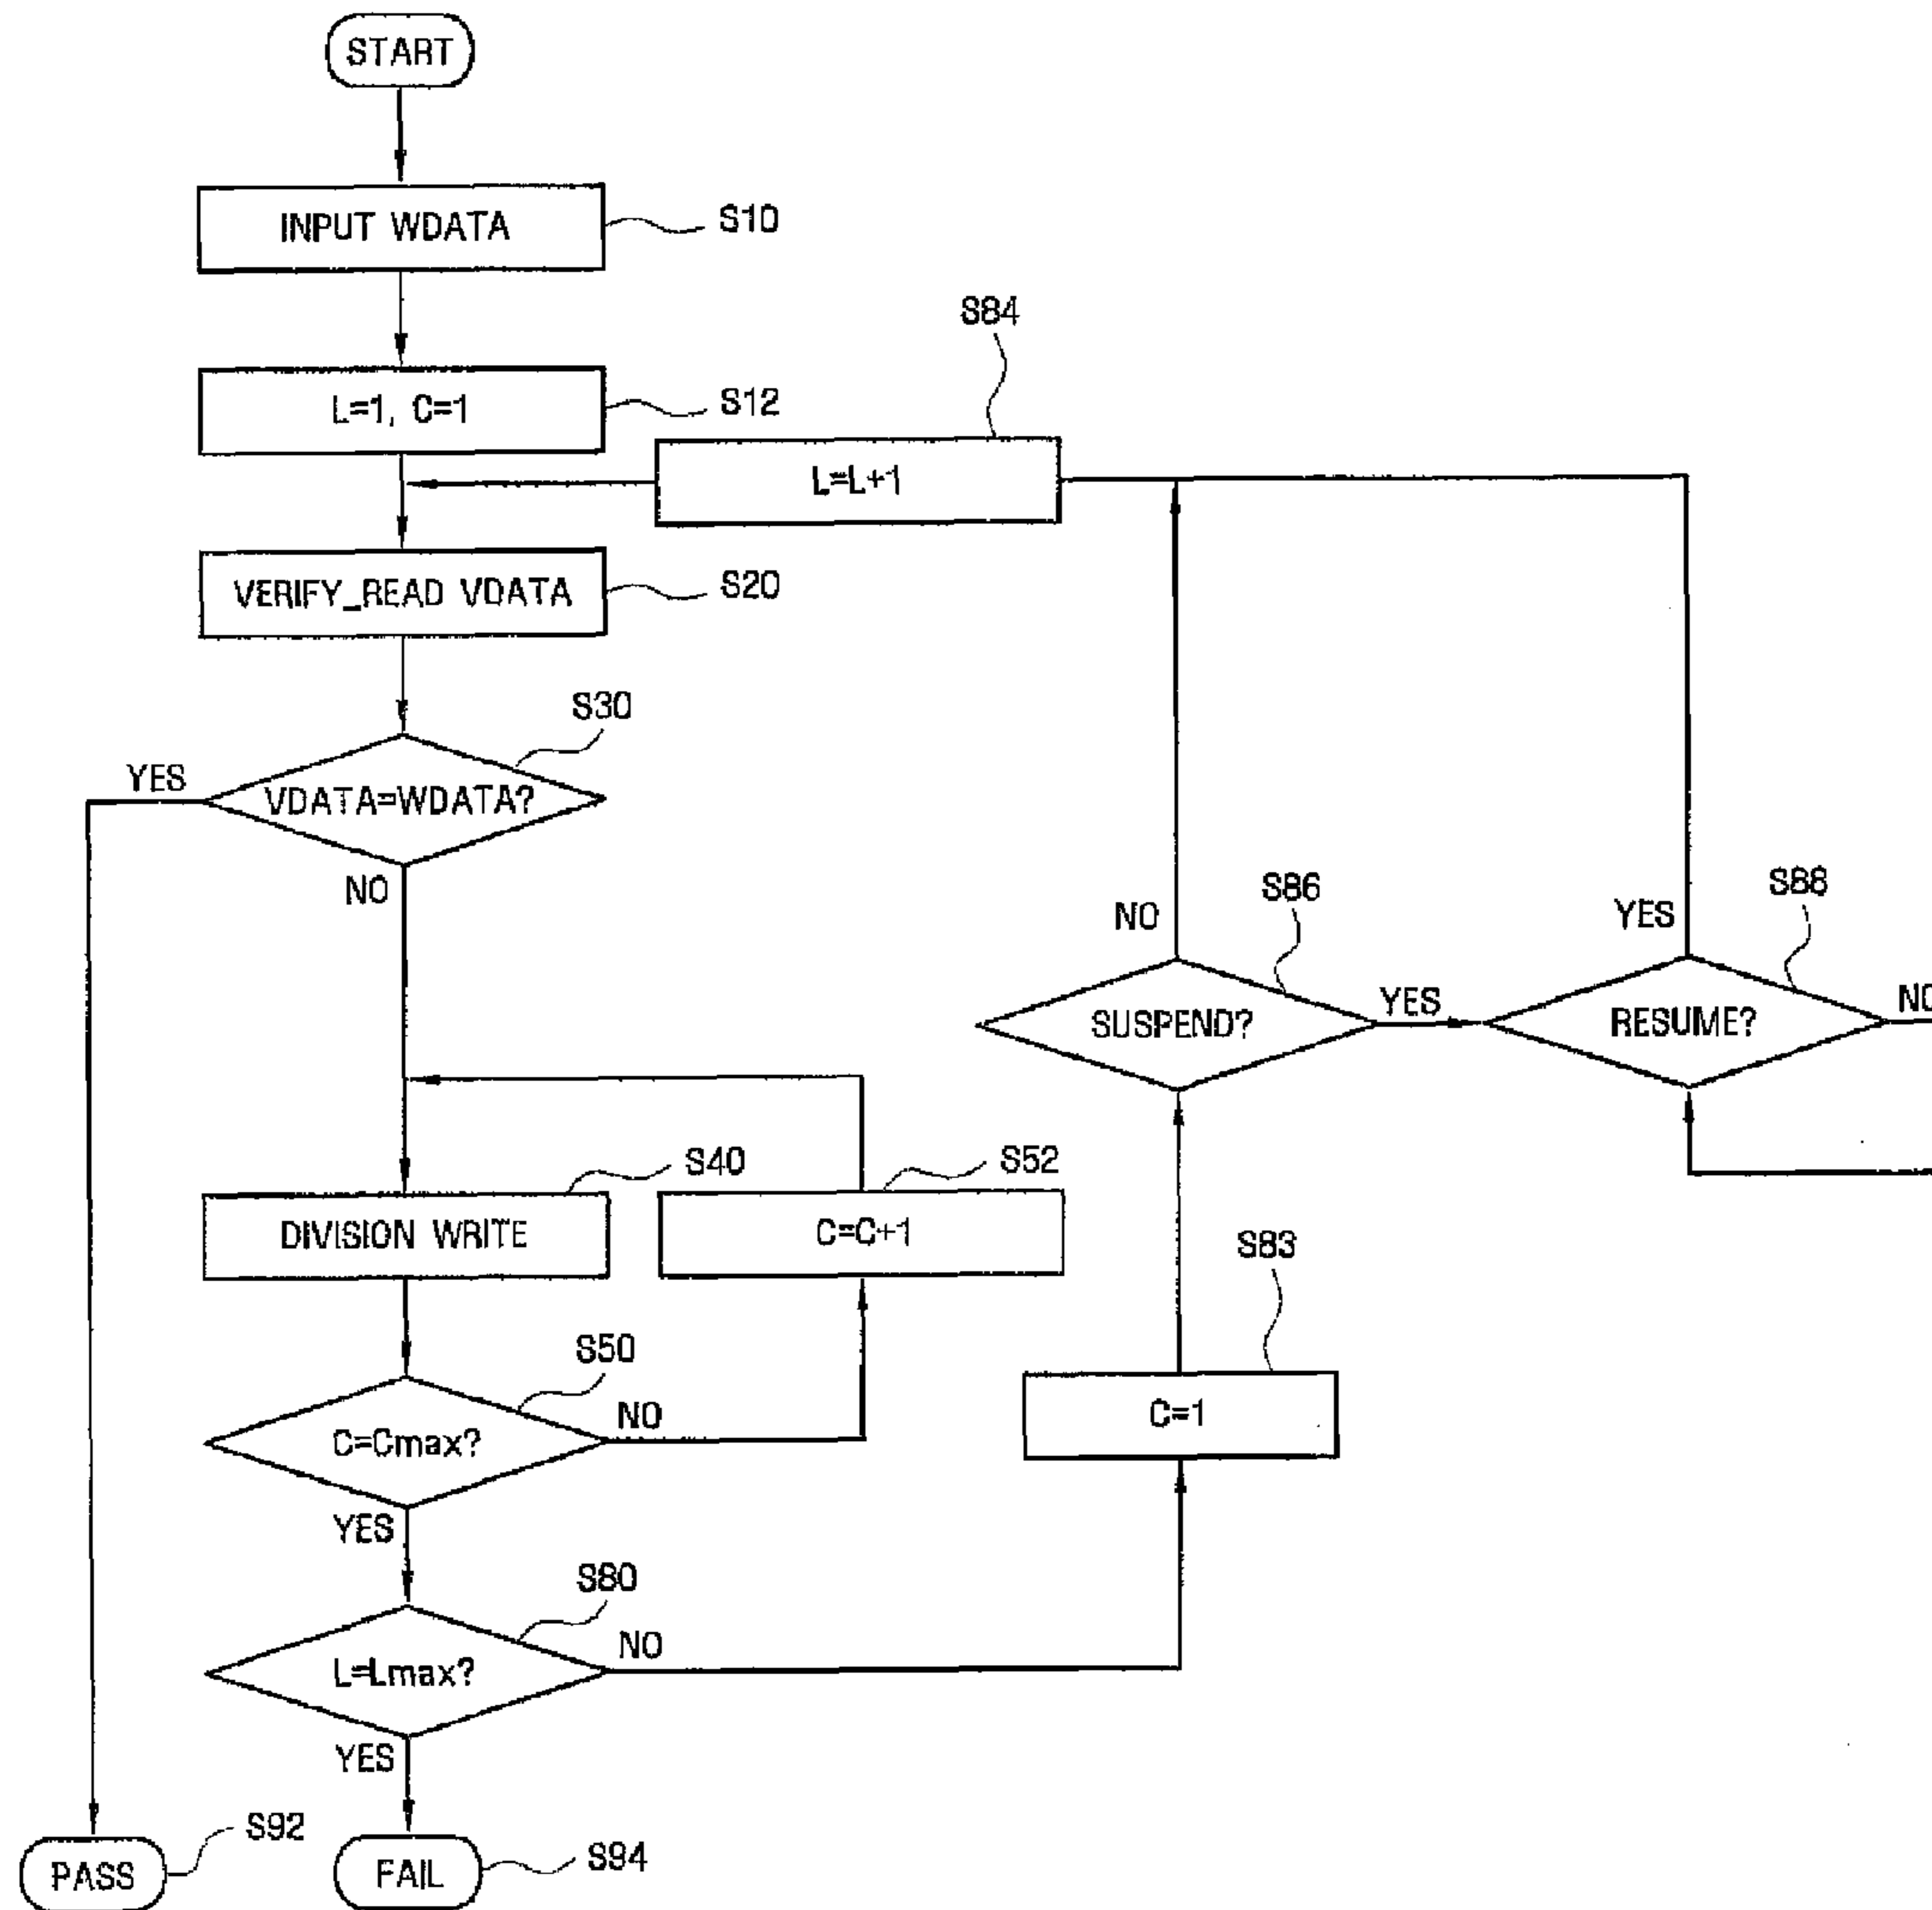 START
INPUT WDATA
S10
S84
L=1, C=1
S12
L=L+1
VERIFY_READ VDATA
S20
S30
YES
VDATA=WDATA?
NO
S86
S88
NO
YES
SUSPEND?
YES
RESUME?
NO
S40
S52
DIVISION WRITE
C=C+1
S83
S50
C=Cmax?
NO
C=1
YES
S80
L=Lmax?
NO
YES
PASS
S92
FAIL
S94